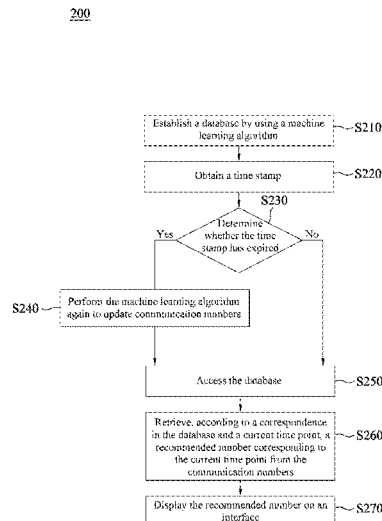 200
Establish a database by using a machine
learning algorithm
S210
Obtain a time stamp
S220
S230
Determine
whether the time
stamp has expired
Yes
No
S240
Perform the machine learning algorithm
again to update communication numbers
Access the database
S250
Retrieve, according to a correspondence
in the database and a current time point, a
recommended number corresponding to
the current time point from the
communication numbers
S260
Display the recommended number on an
interface
S270